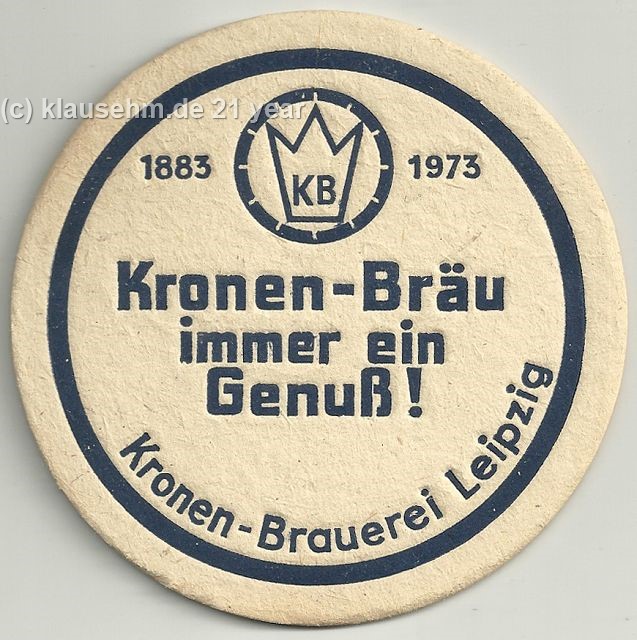 (c) klausehm.de 21 year
1883 1973
KB
Kronen-Bräu
immer ein
Genuß!
Kronen-Brauerei Leipzig